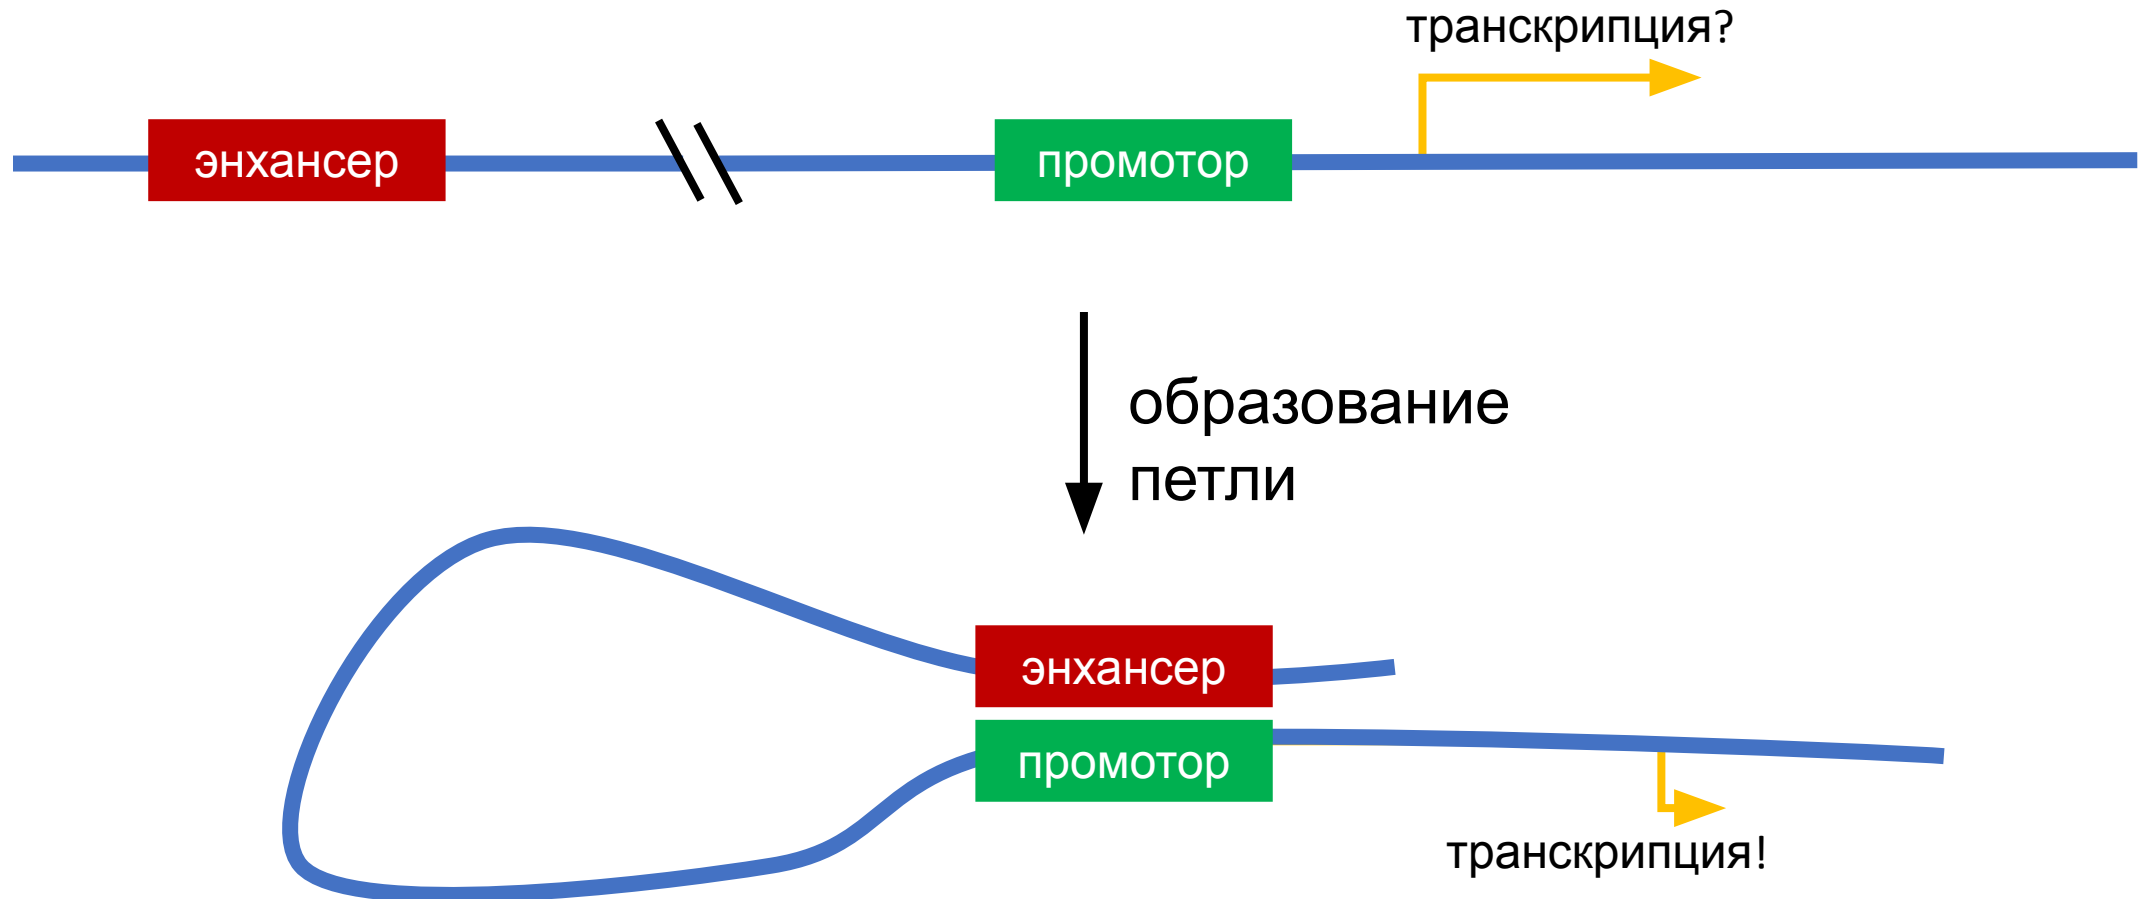 транскрипция?
энхансер
промотор
образование
петли
энхансер
промотор
транскрипция!